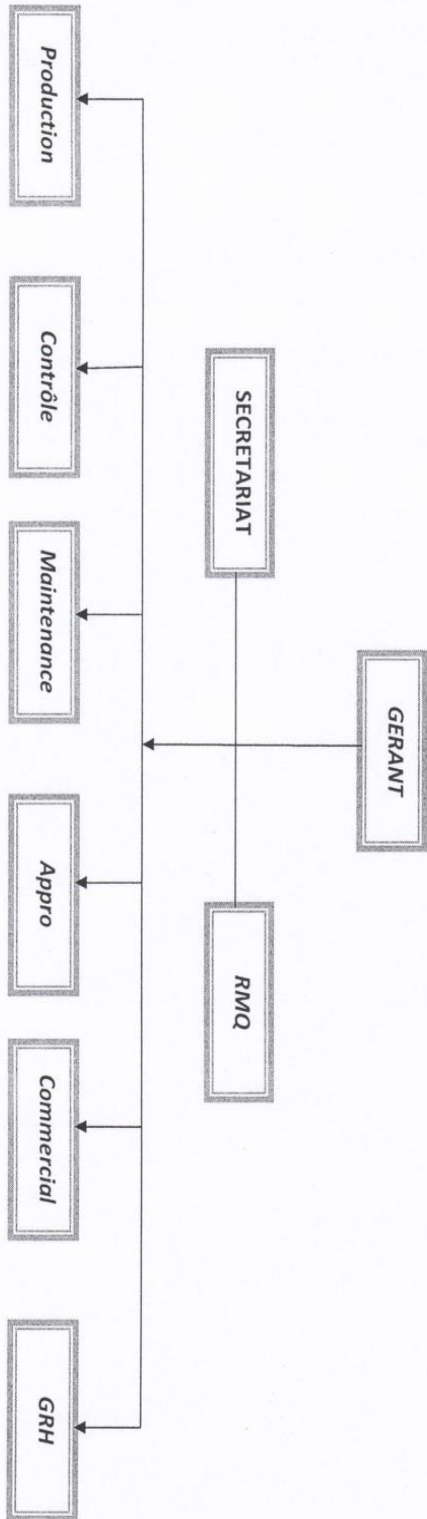 GERANT
SECRETARIAT
RMQ
Production
Contrôle
Maintenance
Appro
Commercial
GRH